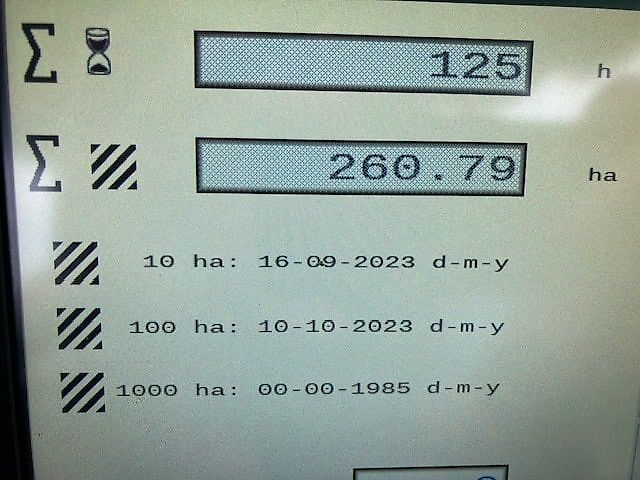 Σ 125 h
Σ 260.79 ha
10 ha: 16-09-2023 d-m-y
100 ha: 10-10-2023 d-m-y
1000 ha: 00-00-1985 d-m-y